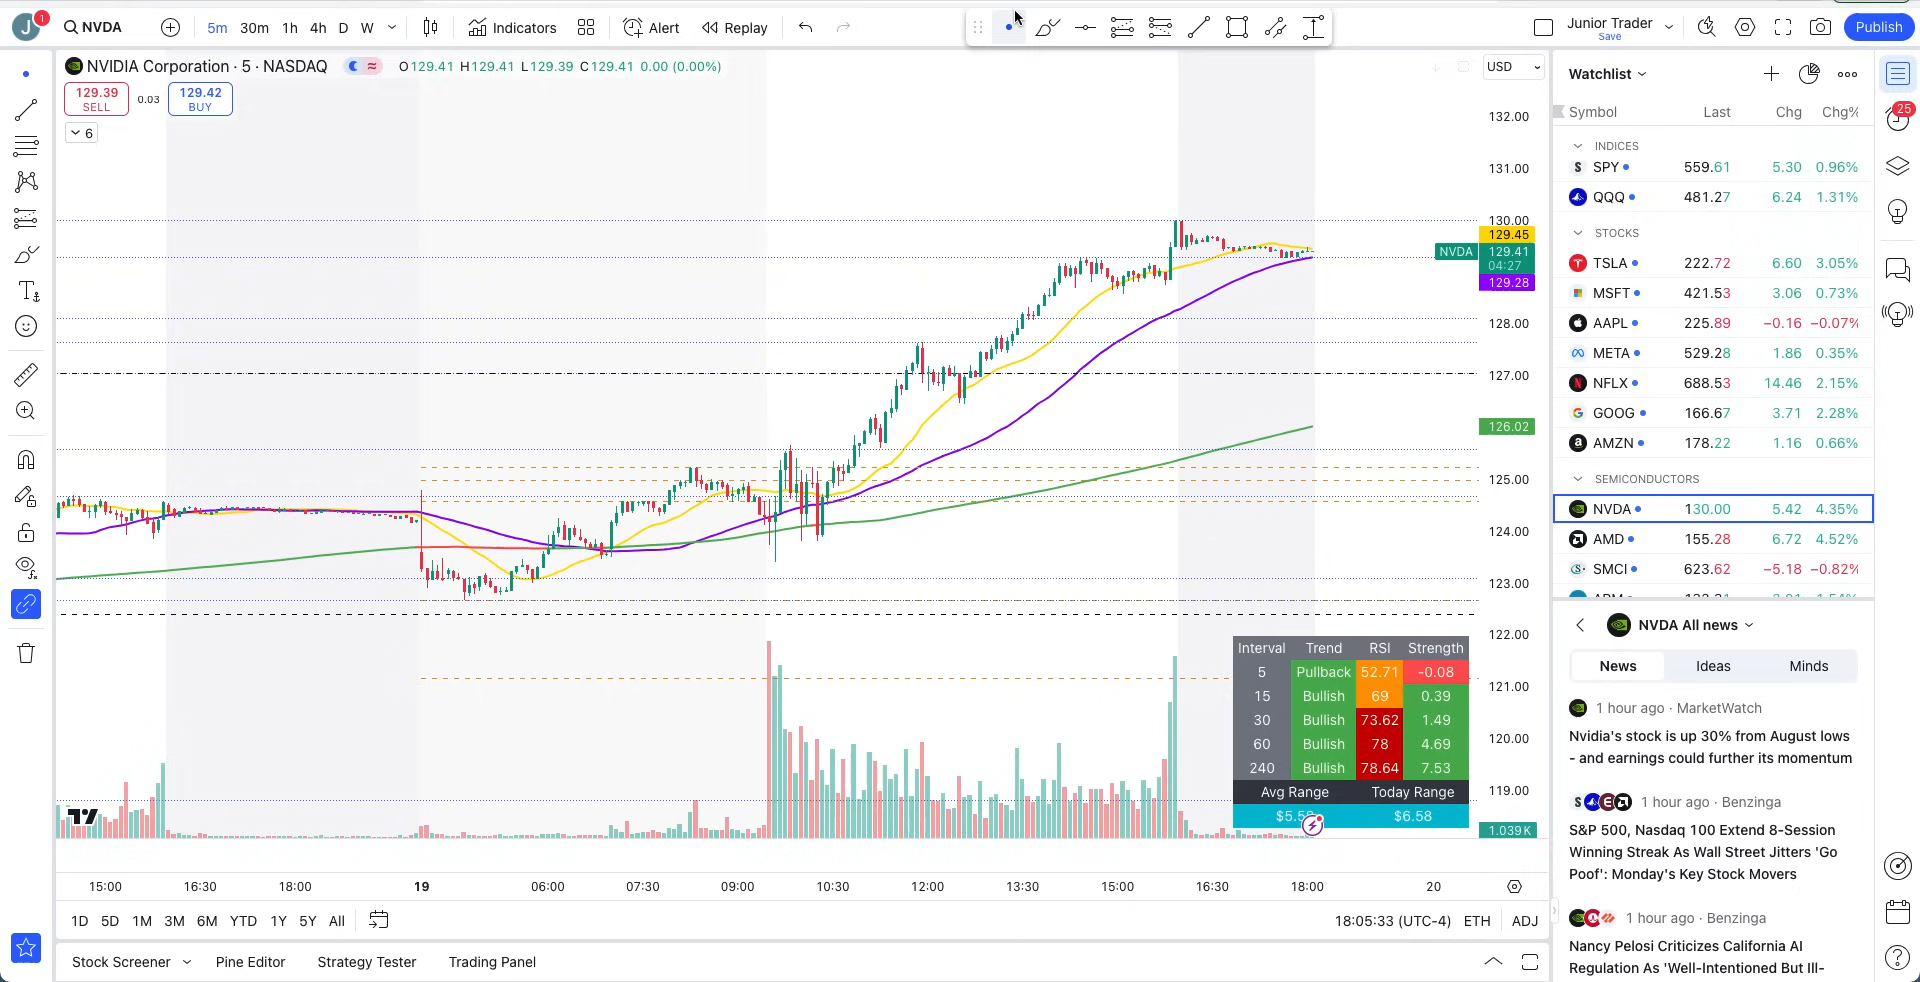 J 1 NVDA 5m 30m 1h 4h D W Indicators Alert Replay Junior Trader Save Publish
NVIDIA Corporation · 5 · NASDAQ O129.41 H129.41 L129.39 C129.41 0.00 (0.00%) USD
129.39 SELL 0.03 129.42 BUY
6
132.00
131.00
130.00
129.45
NVDA 129.41
04:27
129.28
128.00
127.00
126.02
125.00
124.00
123.00
122.00
121.00
120.00
119.00
1.039K
Interval Trend RSI Strength
5 Pullback 52.71 -0.08
15 Bullish 69 0.39
30 Bullish 73.62 1.49
60 Bullish 78 4.69
240 Bullish 78.64 7.53
Avg Range Today Range
$6.58
15:00 16:30 18:00 19 06:00 07:30 09:00 10:30 12:00 13:30 15:00 16:30 18:00 20
1D 5D 1M 3M 6M YTD 1Y 5Y All 18:05:33 (UTC-4) ETH ADJ
Stock Screener Pine Editor Strategy Tester Trading Panel
Watchlist
Symbol Last Chg Chg%
INDICES
SPY 559.61 5.30 0.96%
QQQ 481.27 6.24 1.31%
STOCKS
TSLA 222.72 6.60 3.05%
MSFT 421.53 3.06 0.73%
AAPL 225.89 −0.16 −0.07%
META 529.28 1.86 0.35%
NFLX 688.53 14.46 2.15%
GOOG 166.67 3.71 2.28%
AMZN 178.22 1.16 0.66%
SEMICONDUCTORS
NVDA 130.00 5.42 4.35%
AMD 155.28 6.72 4.52%
SMCI 623.62 −5.18 −0.82%
NVDA All news
News Ideas Minds
1 hour ago · MarketWatch
Nvidia's stock is up 30% from August lows
- and earnings could further its momentum
1 hour ago · Benzinga
S&P 500, Nasdaq 100 Extend 8-Session
Winning Streak As Wall Street Jitters 'Go
Poof': Monday's Key Stock Movers
1 hour ago · Benzinga
Nancy Pelosi Criticizes California AI
Regulation As 'Well-Intentioned But Ill-
25